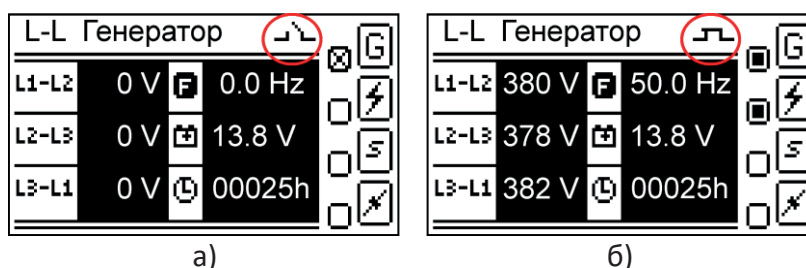 L-L Генератор
L1-L2 0 V F 0.0 Hz
L2-L3 0 V 13.8 V
L3-L1 0 V 00025h
G
S
а)
L-L Генератор
L1-L2 380 V F 50.0 Hz
L2-L3 378 V 13.8 V
L3-L1 382 V 00025h
G
S
б)